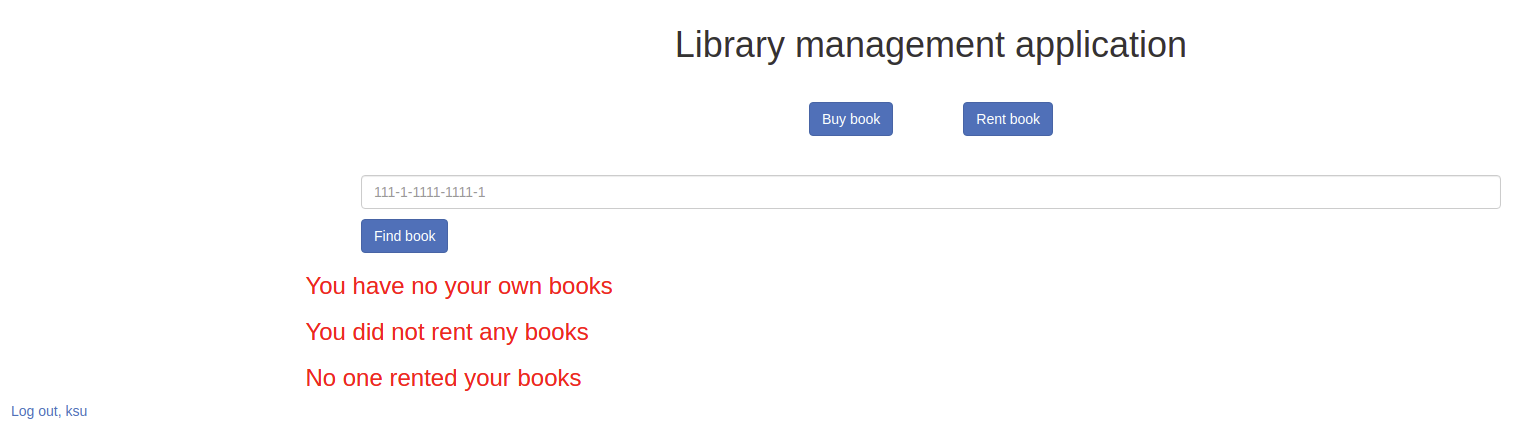 Library management application
Buy book Rent book
111-1-1111-1111-1
Find book
You have no your own books
You did not rent any books
No one rented your books
Log out, ksu